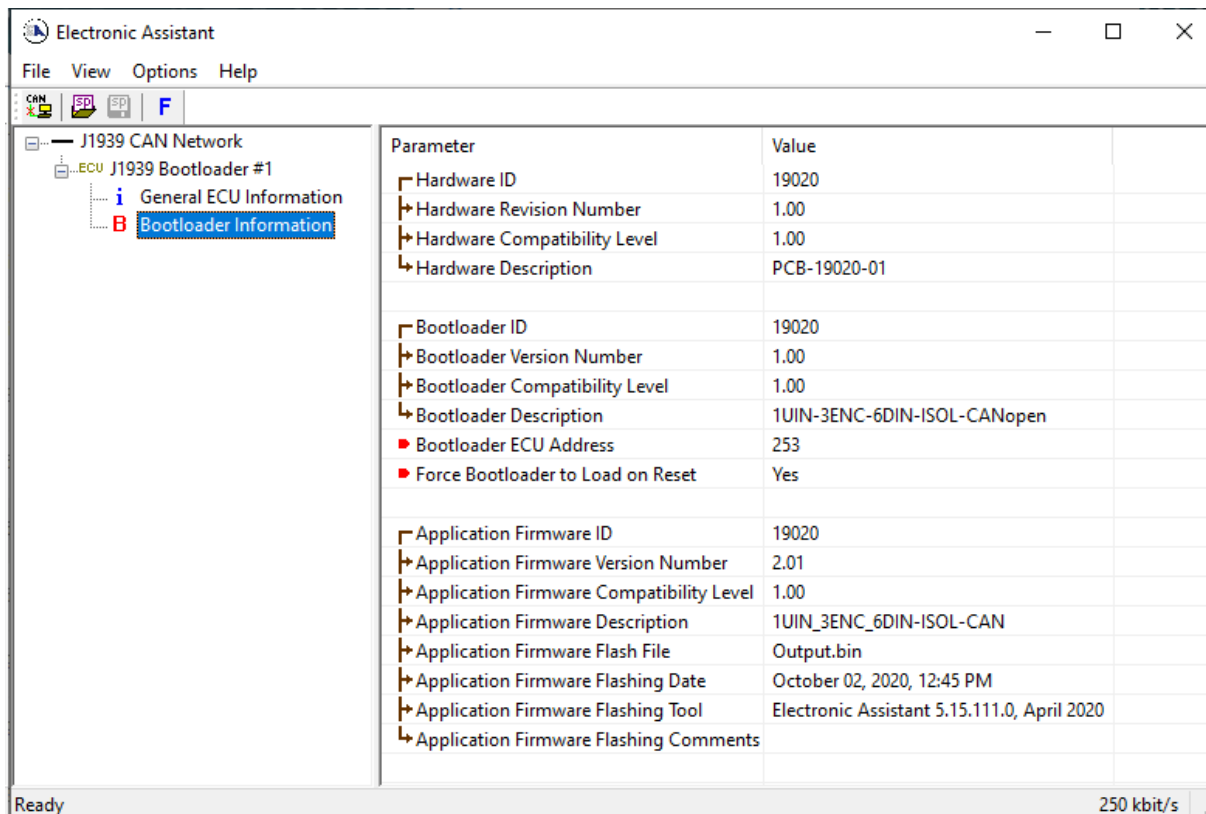 Electronic Assistant
File View Options Help
CAN SP SP F
J1939 CAN Network
ECU J1939 Bootloader #1
i General ECU Information
B Bootloader Information
Parameter Value
Hardware ID 19020
Hardware Revision Number 1.00
Hardware Compatibility Level 1.00
Hardware Description PCB-19020-01
Bootloader ID 19020
Bootloader Version Number 1.00
Bootloader Compatibility Level 1.00
Bootloader Description 1UIN-3ENC-6DIN-ISOL-CANopen
Bootloader ECU Address 253
Force Bootloader to Load on Reset Yes
Application Firmware ID 19020
Application Firmware Version Number 2.01
Application Firmware Compatibility Level 1.00
Application Firmware Description 1UIN_3ENC_6DIN-ISOL-CAN
Application Firmware Flash File Output.bin
Application Firmware Flashing Date October 02, 2020, 12:45 PM
Application Firmware Flashing Tool Electronic Assistant 5.15.111.0, April 2020
Application Firmware Flashing Comments
Ready 250 kbit/s